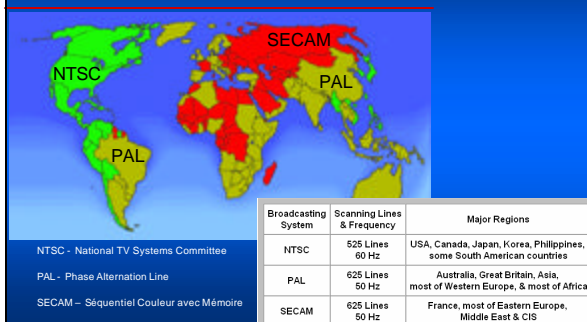 SECAM
NTSC
PAL
PAL
NTSC - National TV Systems Committee
PAL - Phase Alternation Line
SECAM – Séquentiel Couleur avec Mémoire
Broadcasting System
Scanning Lines & Frequency
Major Regions
NTSC
525 Lines
60 Hz
USA, Canada, Japan, Korea, Philippines,
some South American countries
PAL
625 Lines
50 Hz
Australia, Great Britain, Asia,
most of Western Europe, & most of Africa
SECAM
625 Lines
50 Hz
France, most of Eastern Europe,
Middle East & CIS